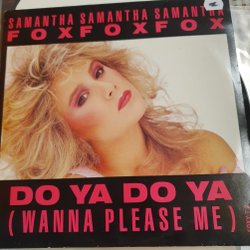 SAMANTHA SAMANTHA SAMANTHA
FOXFOXFOX
DO YA DO YA
(WANNA PLEASE ME)